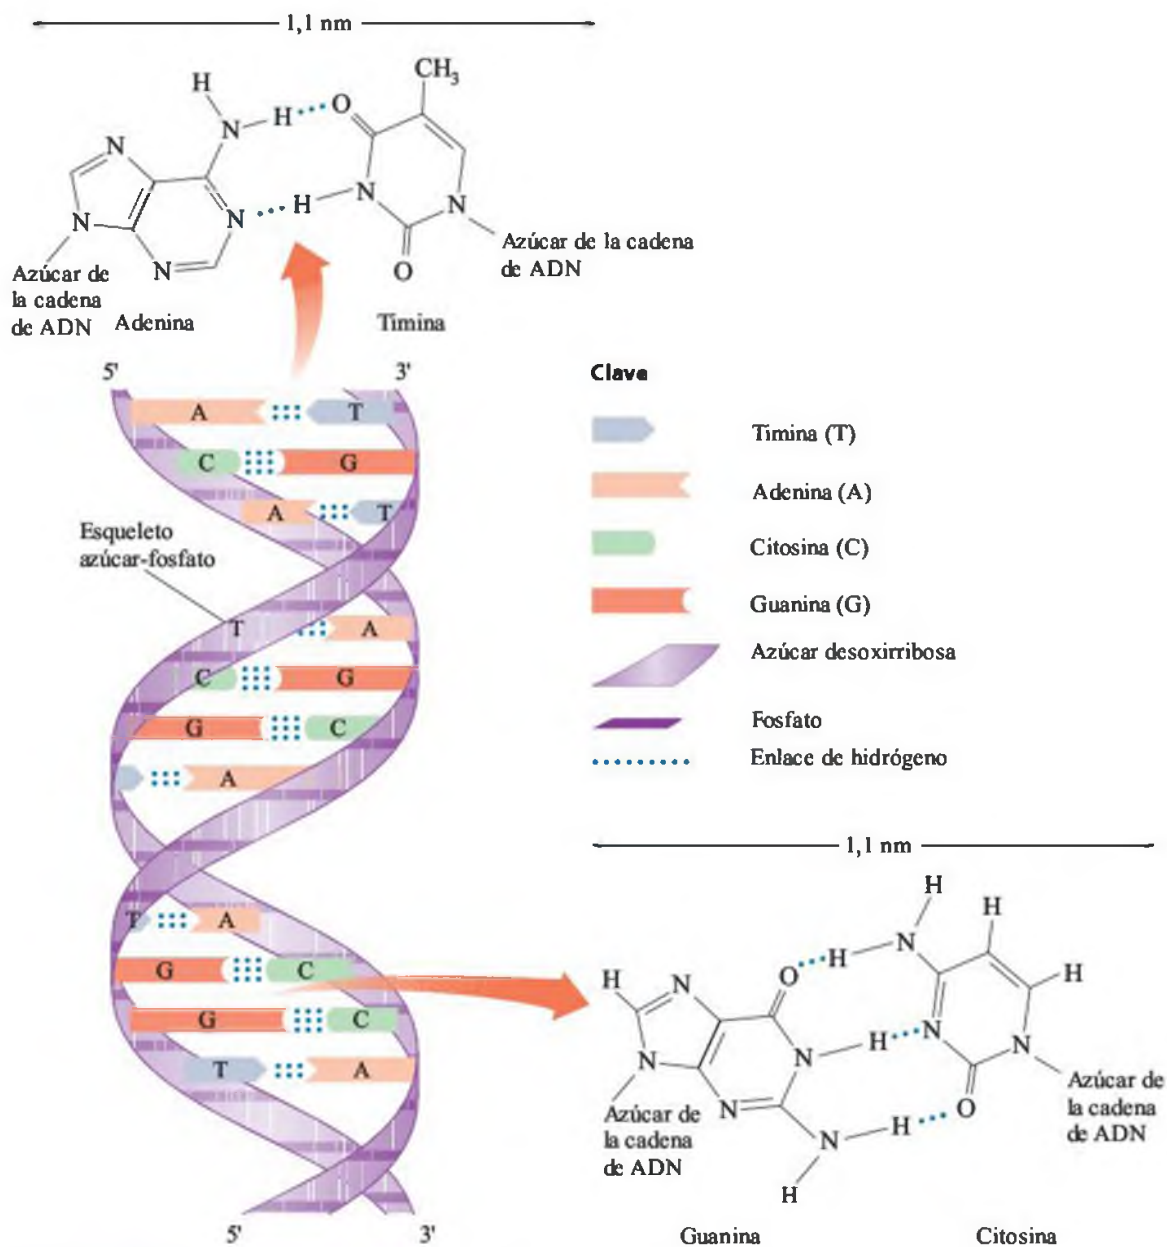 1,1 nm
CH3
H
H
O
N
N
N
H
N
N
N
N
O
Azúcar de la cadena
de ADN
Azúcar de
la cadena
de ADN
Adenina
Timina
5'
3'
A
T
C
G
A
T
Esqueleto
azúcar-fosfato
T
A
C
G
G
C
A
T
A
G
C
G
C
T
A
5'
3'
Clave
Timina (T)
Adenina (A)
Citosina (C)
Guanina (G)
Azúcar desoxirribosa
Fosfato
Enlace de hidrógeno
1,1 nm
H
H
N
H
O
H
N
H
N
H
N
N
N
N
O
H
N
H
Azúcar de
la cadena
de ADN
Azúcar de
la cadena
de ADN
Guanina
Citosina